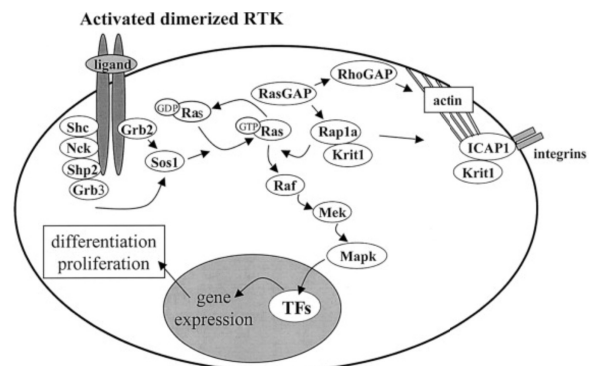 Activated dimerized RTK
ligand
Shc
Nck
Shp2
Grb3
Grb2
Sos1
GDP
Ras
GTP
Ras
RasGAP
RhoGAP
Rap1a
Krit1
actin
ICAP1
Krit1
integrins
Raf
Mek
Mapk
TFs
gene
expression
differentiation
proliferation